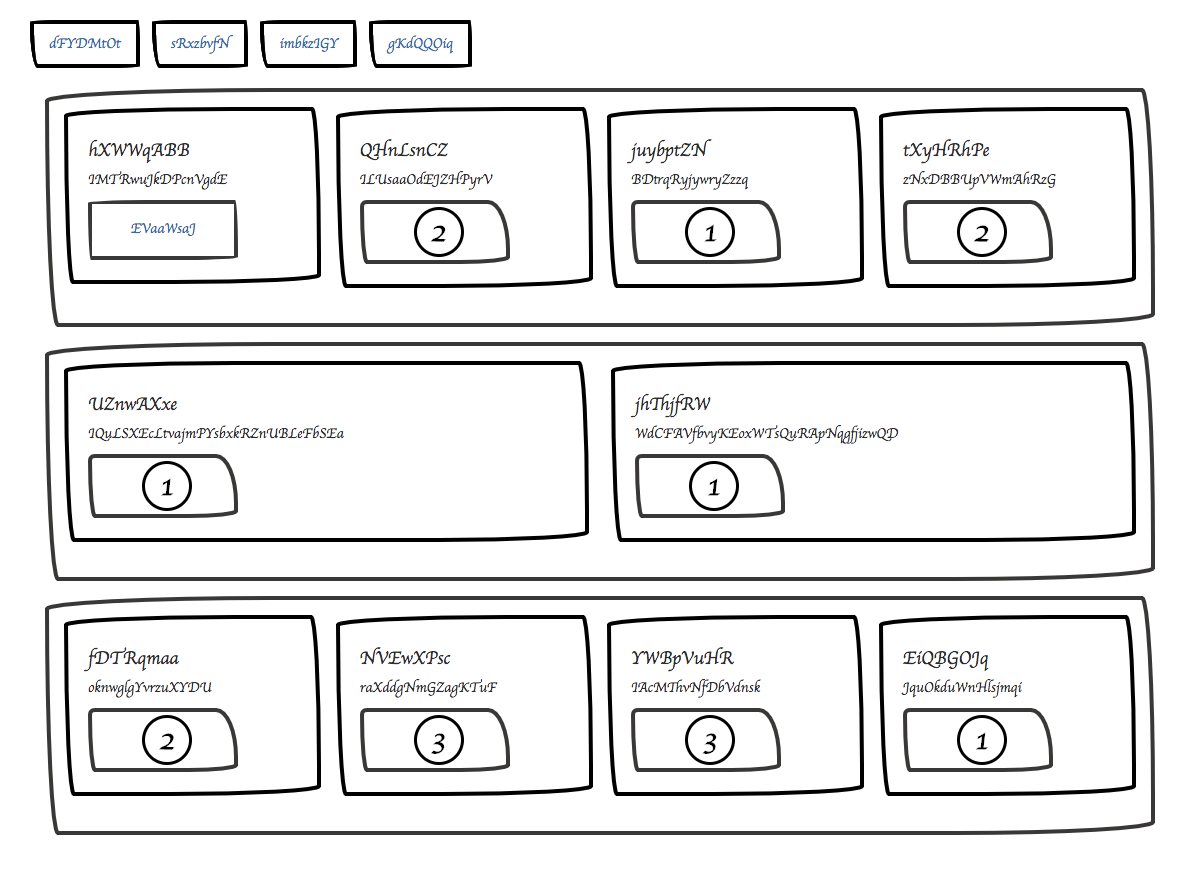 dFYDMtOt sRxzbvfN imbkzIGY gKdQQOiq
hXWWqABB QHnLsnCZ juybptZN tXyHRhPe
IMTRwuJkDPcnVgdE ILUsaaOdEJZHPyrV BDtrqRyjywryZzzq zNxDBBUpVWmAhRzG
EVaaWsaJ 2 1 2
UZnwAXxe jhThjfRW
IQyLSXEcLtvajmPYsbxkRZnUBLeFbSEa WdCFAVfbvyKEoxWTsQuRApNqgfjizwQD
1 1
fDTRqmaa NVEwXPsc YWBpVuHR EiQBGOJq
oknwglgYvrzuXYDU raXddgNmGZagKTuF IAcMThvNfDbVdnsk JquOkduWnHlsjmqi
2 3 3 1